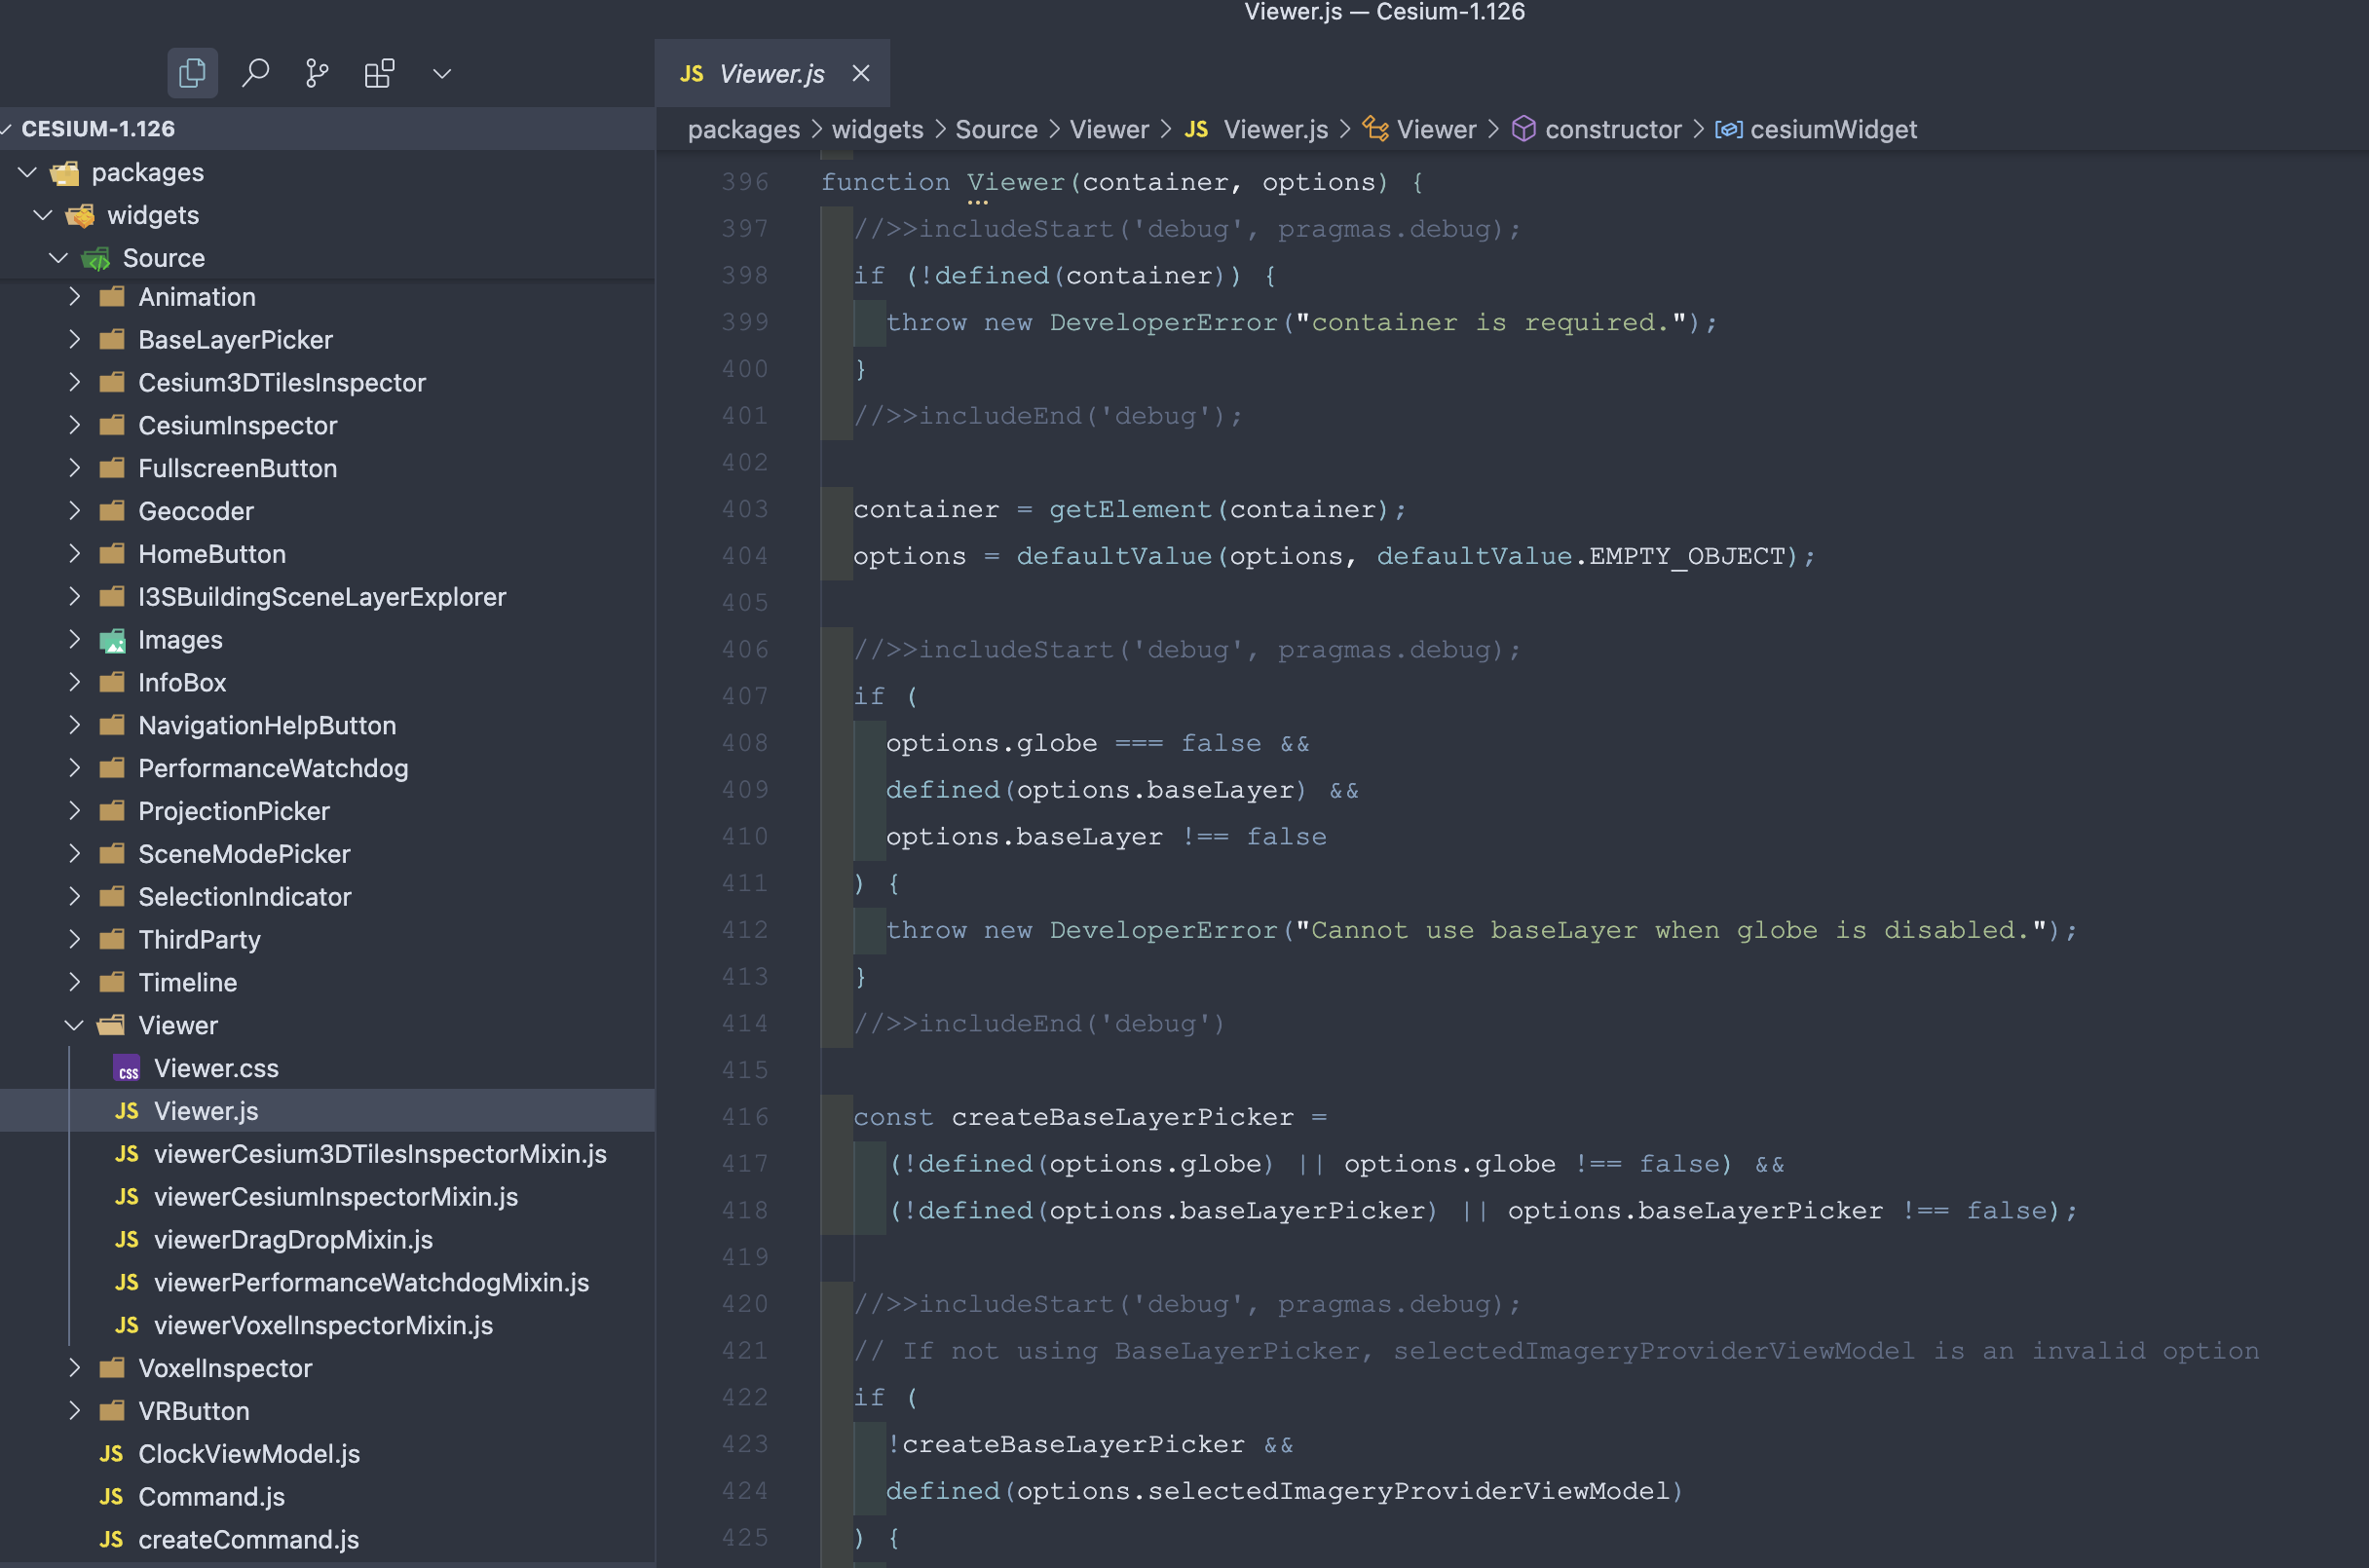 Viewer.js — Cesium-1.126
JS Viewer.js
CESIUM-1.126
packages
widgets
Source
Animation
BaseLayerPicker
Cesium3DTilesInspector
CesiumInspector
FullscreenButton
Geocoder
HomeButton
I3SBuildingSceneLayerExplorer
Images
InfoBox
NavigationHelpButton
PerformanceWatchdog
ProjectionPicker
SceneModePicker
SelectionIndicator
ThirdParty
Timeline
Viewer
css Viewer.css
JS Viewer.js
JS viewerCesium3DTilesInspectorMixin.js
JS viewerCesiumInspectorMixin.js
JS viewerDragDropMixin.js
JS viewerPerformanceWatchdogMixin.js
JS viewerVoxelInspectorMixin.js
VoxelInspector
VRButton
JS ClockViewModel.js
JS Command.js
JS createCommand.js
packages > widgets > Source > Viewer > JS Viewer.js > Viewer > constructor > cesiumWidget
396 function Viewer(container, options) {
397 //>>includeStart('debug', pragmas.debug);
398 if (!defined(container)) {
399 throw new DeveloperError("container is required.");
400 }
401 //>>includeEnd('debug');
402
403 container = getElement(container);
404 options = defaultValue(options, defaultValue.EMPTY_OBJECT);
405
406 //>>includeStart('debug', pragmas.debug);
407 if (
408 options.globe === false &&
409 defined(options.baseLayer) &&
410 options.baseLayer !== false
411 ) {
412 throw new DeveloperError("Cannot use baseLayer when globe is disabled.");
413 }
414 //>>includeEnd('debug')
415
416 const createBaseLayerPicker =
417 (!defined(options.globe) || options.globe !== false) &&
418 (!defined(options.baseLayerPicker) || options.baseLayerPicker !== false);
419
420 //>>includeStart('debug', pragmas.debug);
421 // If not using BaseLayerPicker, selectedImageryProviderViewModel is an invalid option
422 if (
423 !createBaseLayerPicker &&
424 defined(options.selectedImageryProviderViewModel)
425 ) {